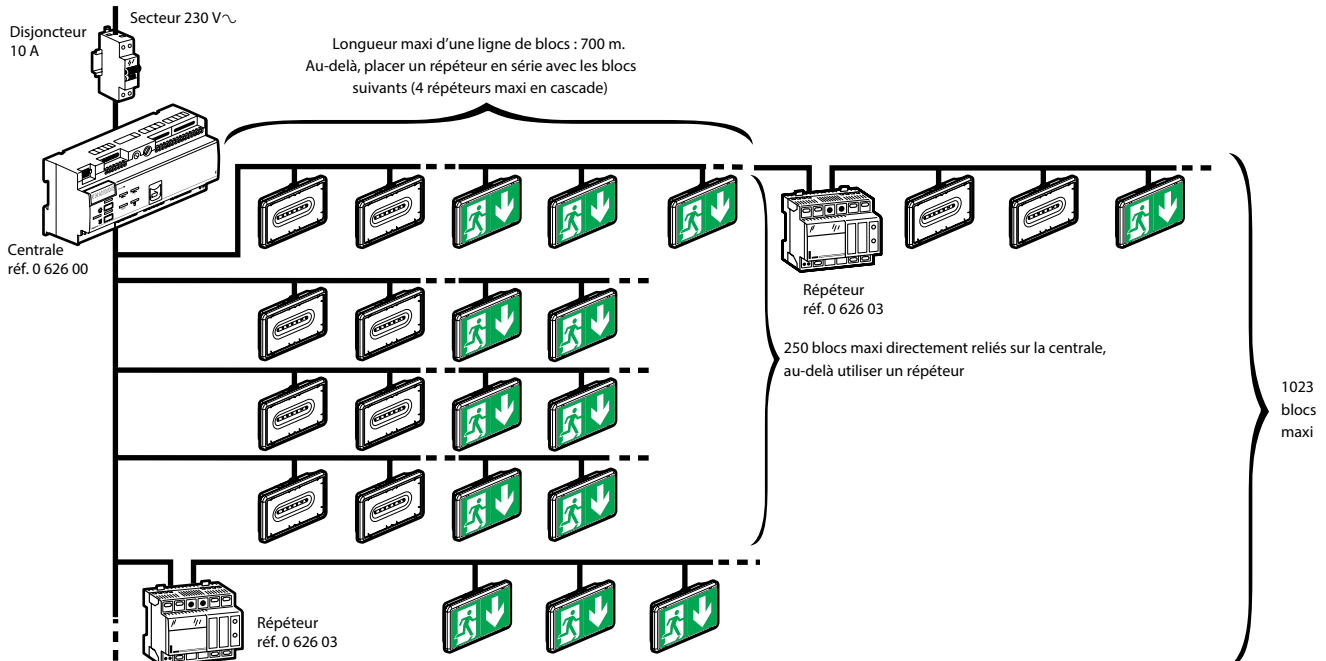 Secteur 230 V~
Disjoncteur
10 A
Longueur maxi d’une ligne de blocs : 700 m.
Au-delà, placer un répéteur en série avec les blocs
suivants (4 répéteurs maxi en cascade)
Centrale
réf. 0 626 00
Répéteur
réf. 0 626 03
250 blocs maxi directement reliés sur la centrale,
au-delà utiliser un répéteur
1023
blocs
maxi
Répéteur
réf. 0 626 03